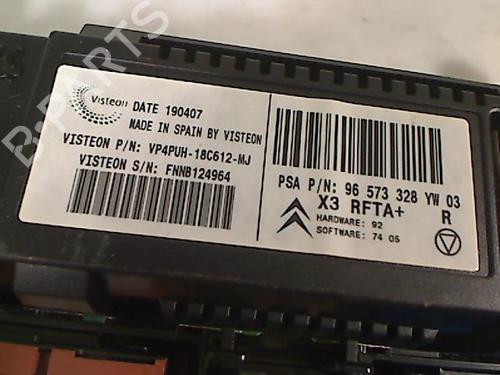 Visteon
DATE 190407
MADE IN SPAIN BY VISTEON
VISTEON P/N: VP4PUH-18C612-MJ
VISTEON S/N: FNNB124964
PSA P/N: 96 573 328 YW 03
X3 RFTA+
R
HARDWARE: 92
SOFTWARE: 74 05
B-PARTS